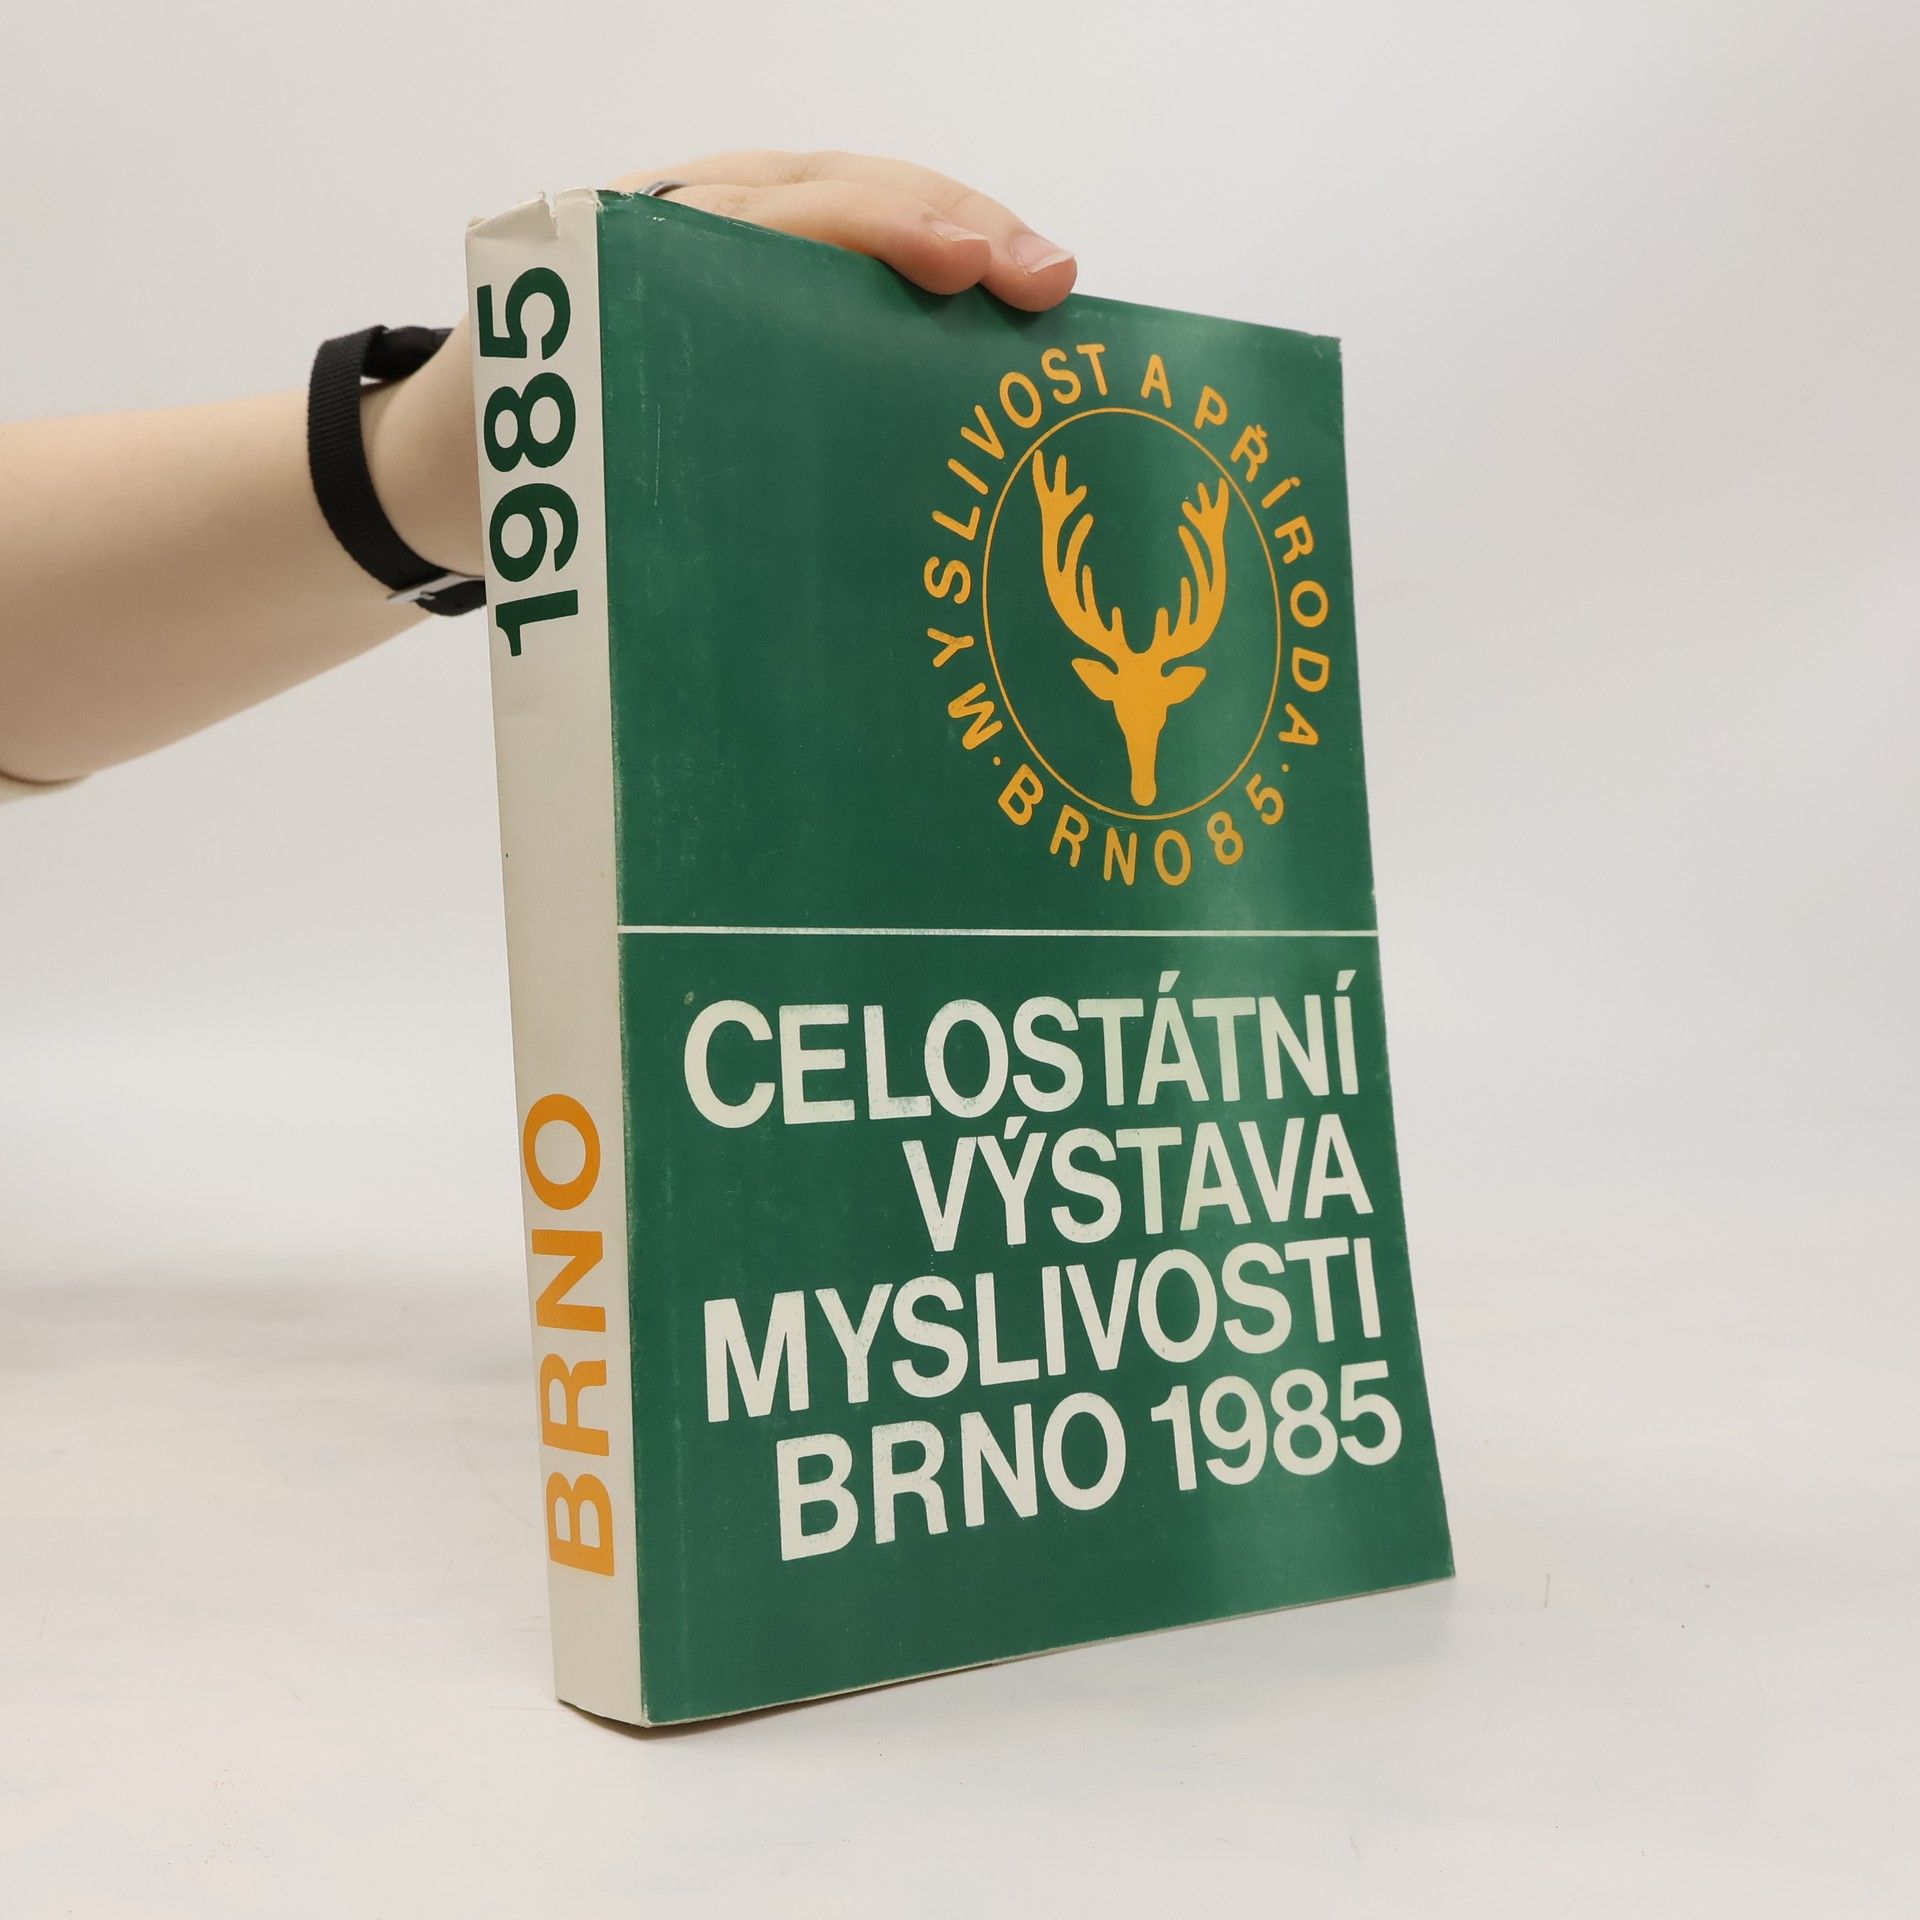 1985
BRNO
MYSLIVOST A PŘÍRODA
· BRNO 85 ·
CELOSTÁTNÍ
VÝSTAVA
MYSLIVOSTI
BRNO 1985